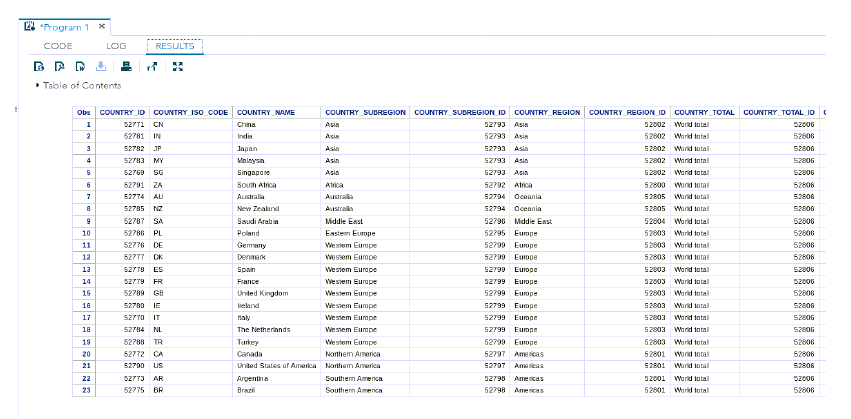 *Program 1 ×
CODE LOG RESULTS
Table of Contents
Obs COUNTRY_ID COUNTRY_ISO_CODE COUNTRY_NAME COUNTRY_SUBREGION COUNTRY_SUBREGION_ID COUNTRY_REGION COUNTRY_REGION_ID COUNTRY_TOTAL COUNTRY_TOTAL_ID
1 52771 CN China Asia 52793 Asia 52802 World total 52806
2 52781 IN India Asia 52793 Asia 52802 World total 52806
3 52782 JP Japan Asia 52793 Asia 52802 World total 52806
4 52783 MY Malaysia Asia 52793 Asia 52802 World total 52806
5 52769 SG Singapore Asia 52793 Asia 52802 World total 52806
6 52791 ZA South Africa Africa 52792 Africa 52800 World total 52806
7 52774 AU Australia Australia 52794 Oceania 52805 World total 52806
8 52785 NZ New Zealand Australia 52794 Oceania 52805 World total 52806
9 52787 SA Saudi Arabia Middle East 52796 Middle East 52804 World total 52806
10 52786 PL Poland Eastern Europe 52795 Europe 52803 World total 52806
11 52776 DE Germany Western Europe 52799 Europe 52803 World total 52806
12 52777 DK Denmark Western Europe 52799 Europe 52803 World total 52806
13 52778 ES Spain Western Europe 52799 Europe 52803 World total 52806
14 52779 FR France Western Europe 52799 Europe 52803 World total 52806
15 52789 GB United Kingdom Western Europe 52799 Europe 52803 World total 52806
16 52780 IE Ireland Western Europe 52799 Europe 52803 World total 52806
17 52770 IT Italy Western Europe 52799 Europe 52803 World total 52806
18 52784 NL The Netherlands Western Europe 52799 Europe 52803 World total 52806
19 52788 TR Turkey Western Europe 52799 Europe 52803 World total 52806
20 52772 CA Canada Northern America 52797 Americas 52801 World total 52806
21 52790 US United States of America Northern America 52797 Americas 52801 World total 52806
22 52773 AR Argentina Southern America 52798 Americas 52801 World total 52806
23 52775 BR Brazil Southern America 52798 Americas 52801 World total 52806